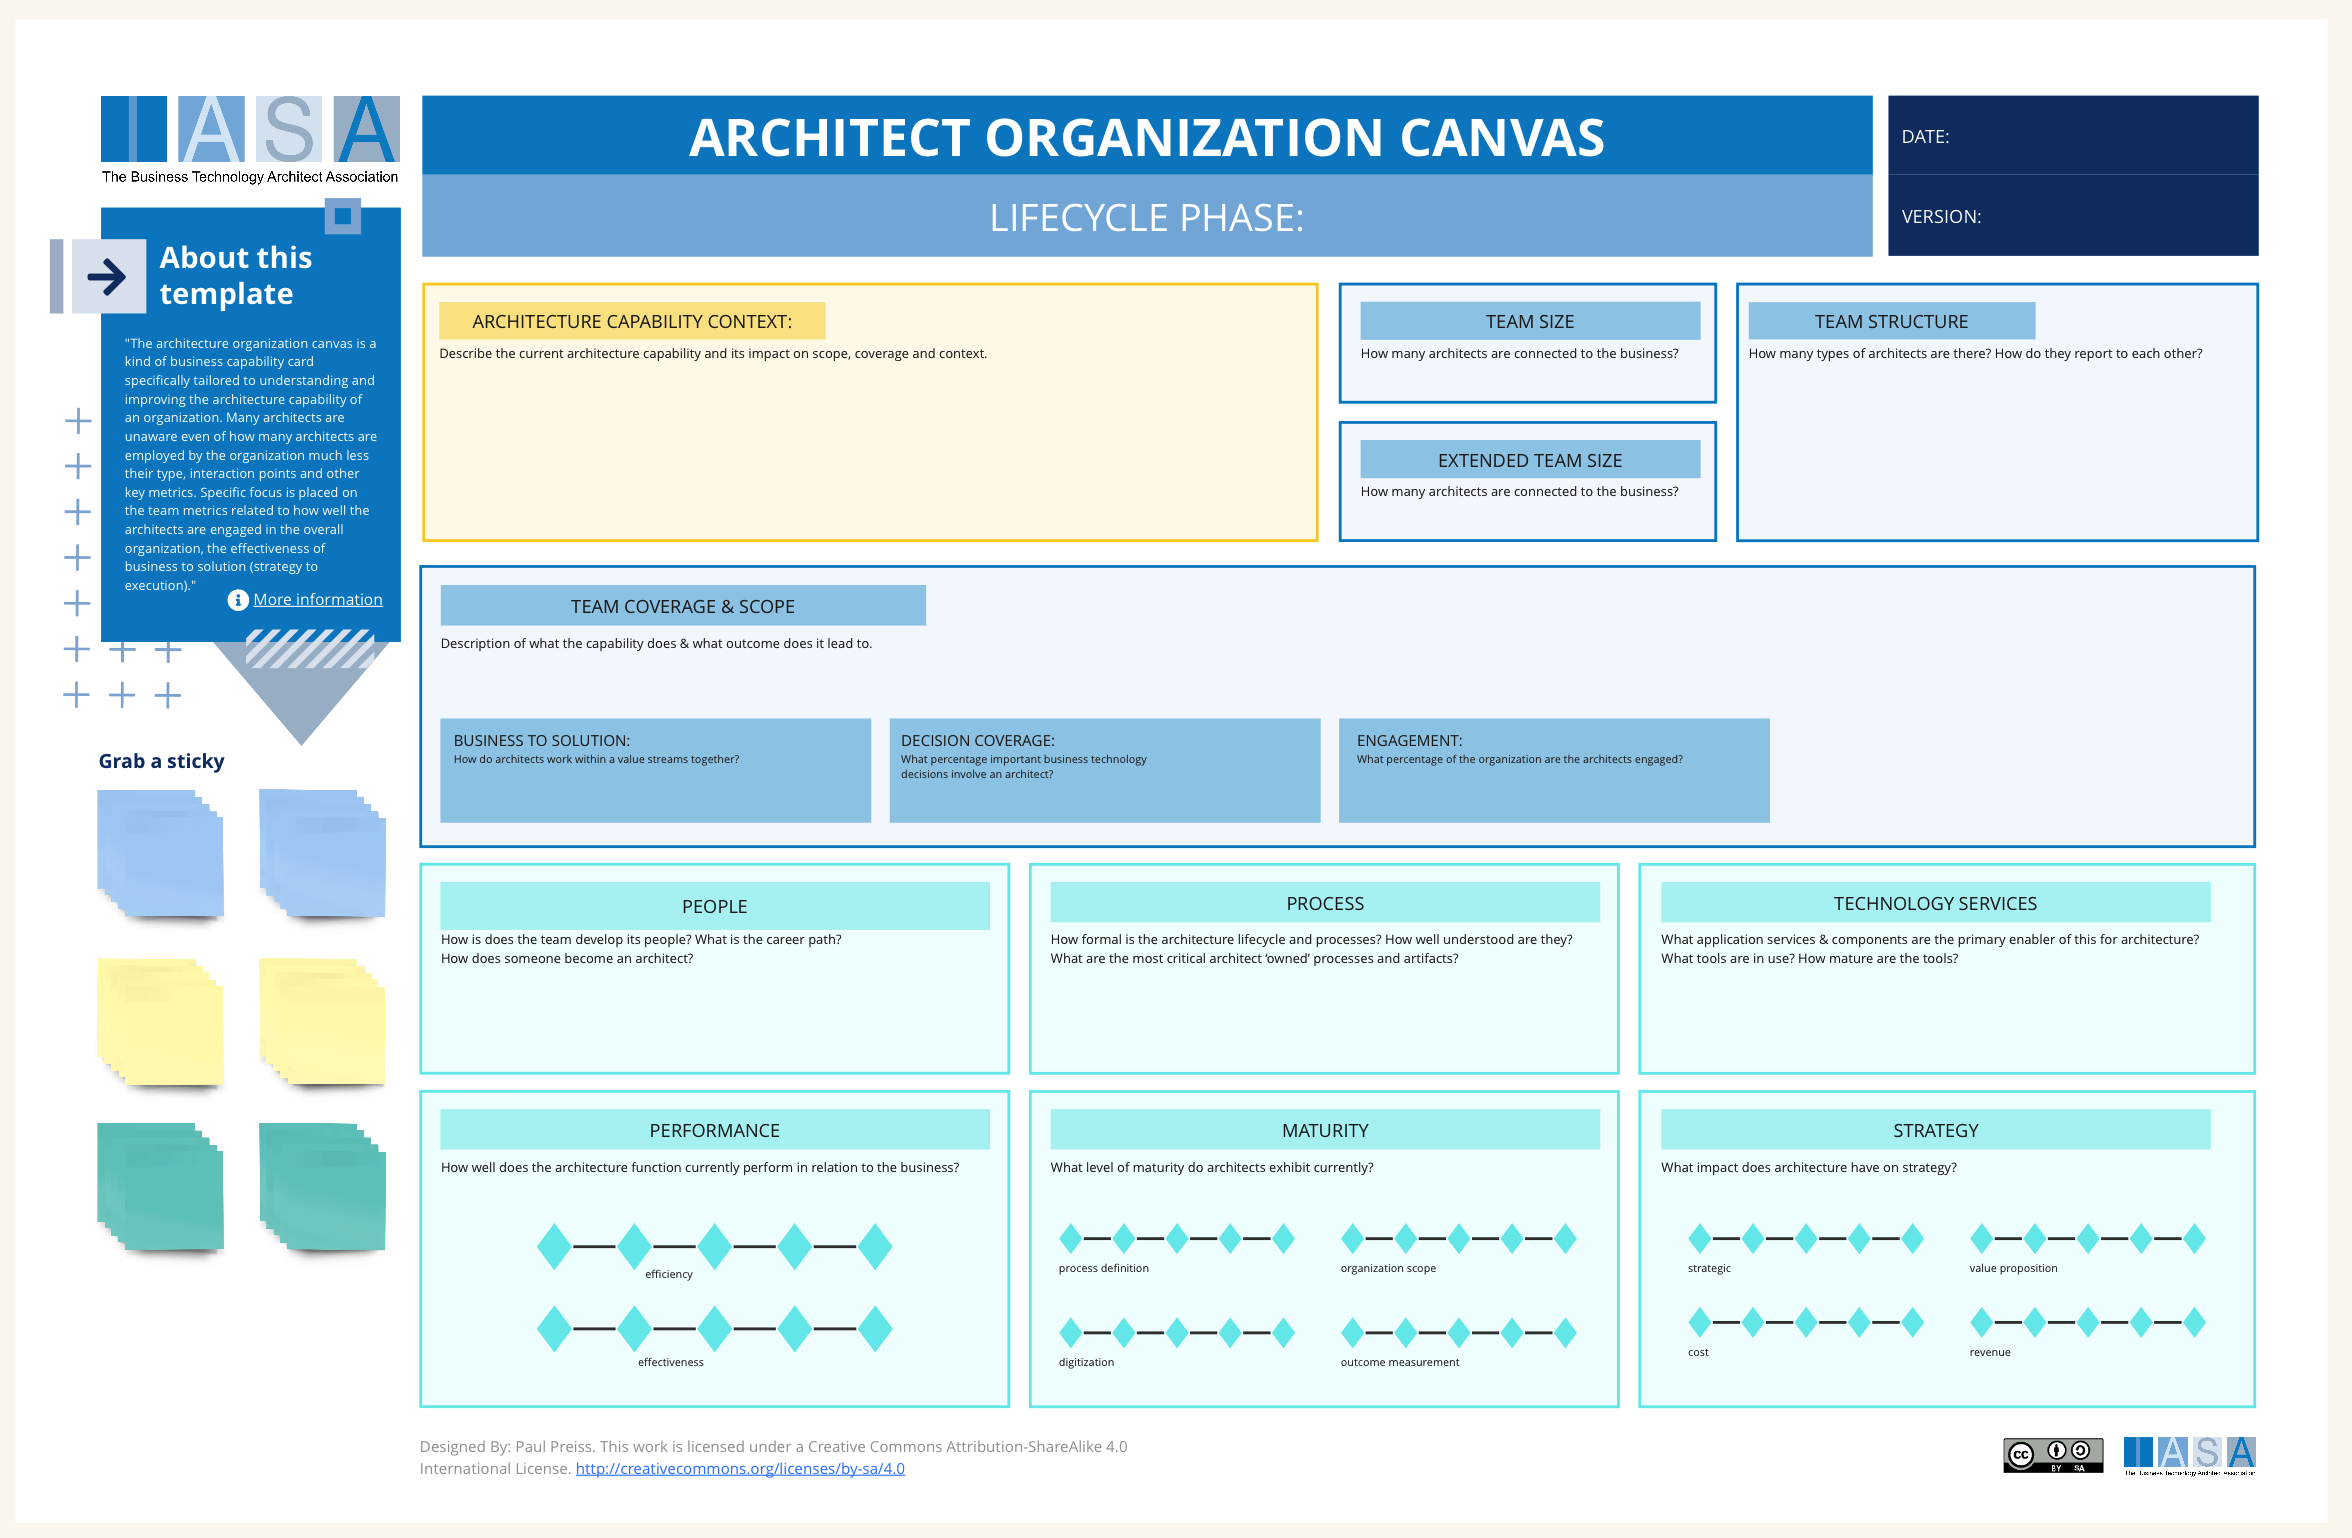 IASA
The Business Technology Architect Association
ARCHITECT ORGANIZATION CANVAS
LIFECYCLE PHASE:
DATE:
VERSION:
About this
template
"The architecture organization canvas is a
kind of business capability card
specifically tailored to understanding and
improving the architecture capability of
an organization. Many architects are
unaware even of how many architects are
employed by the organization much less
their type, interaction points and other
key metrics. Specific focus is placed on
the team metrics related to how well the
architects are engaged in the overall
organization, the effectiveness of
business to solution (strategy to
execution)."
More information
Grab a sticky
ARCHITECTURE CAPABILITY CONTEXT:
Describe the current architecture capability and its impact on scope, coverage and context.
TEAM SIZE
How many architects are connected to the business?
EXTENDED TEAM SIZE
How many architects are connected to the business?
TEAM STRUCTURE
How many types of architects are there? How do they report to each other?
TEAM COVERAGE & SCOPE
Description of what the capability does & what outcome does it lead to.
BUSINESS TO SOLUTION:
How do architects work within a value streams together?
DECISION COVERAGE:
What percentage important business technology
decisions involve an architect?
ENGAGEMENT:
What percentage of the organization are the architects engaged?
PEOPLE
How is does the team develop its people? What is the career path?
How does someone become an architect?
PROCESS
How formal is the architecture lifecycle and processes? How well understood are they?
What are the most critical architect ‘owned’ processes and artifacts?
TECHNOLOGY SERVICES
What application services & components are the primary enabler of this for architecture?
What tools are in use? How mature are the tools?
PERFORMANCE
How well does the architecture function currently perform in relation to the business?
efficiency
effectiveness
MATURITY
What level of maturity do architects exhibit currently?
process definition
organization scope
digitization
outcome measurement
STRATEGY
What impact does architecture have on strategy?
strategic
value proposition
cost
revenue
Designed By: Paul Preiss. This work is licensed under a Creative Commons Attribution-ShareAlike 4.0
International License. http://creativecommons.org/licenses/by-sa/4.0
cc
BY SA
IASA
The Business Technology Architect Association